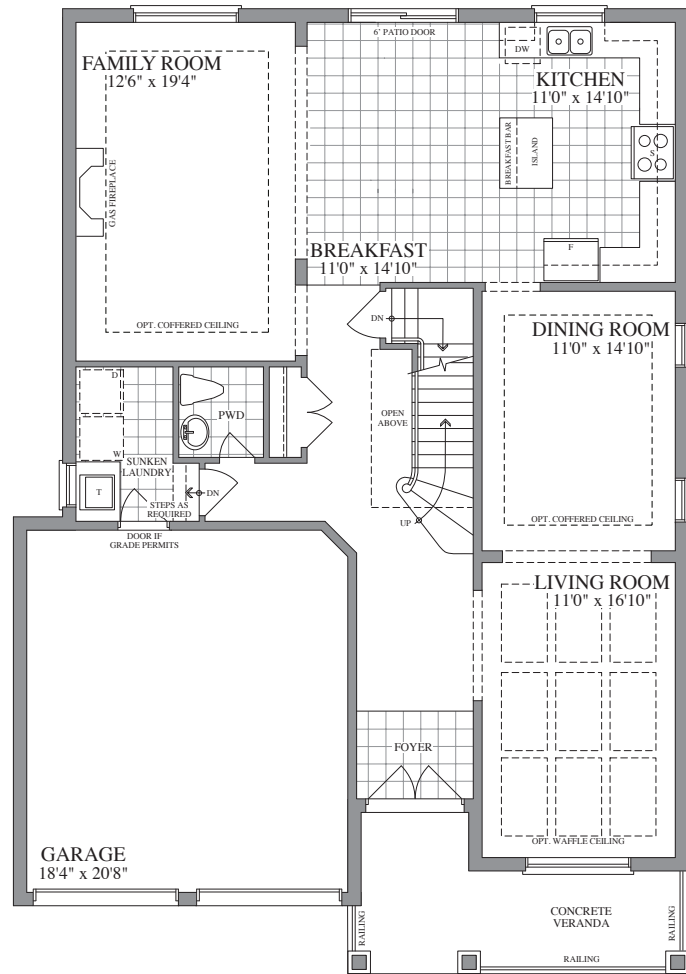 6' PATIO DOOR
DW
FAMILY ROOM
12'6" x 19'4"
KITCHEN
11'0" x 14'10"
BREAKFAST BAR
ISLAND
S
GAS FIREPLACE
F
BREAKFAST
11'0" x 14'10"
OPT. COFFERED CEILING
DN
DINING ROOM
11'0" x 14'10"
D
PWD
OPEN
ABOVE
W
SUNKEN
LAUNDRY
T
DN
STEPS AS
REQUIRED
UP
OPT. COFFERED CEILING
DOOR IF
GRADE PERMITS
LIVING ROOM
11'0" x 16'10"
FOYER
OPT. WAFFLE CEILING
GARAGE
18'4" x 20'8"
CONCRETE
VERANDA
RAILING
RAILING
RAILING